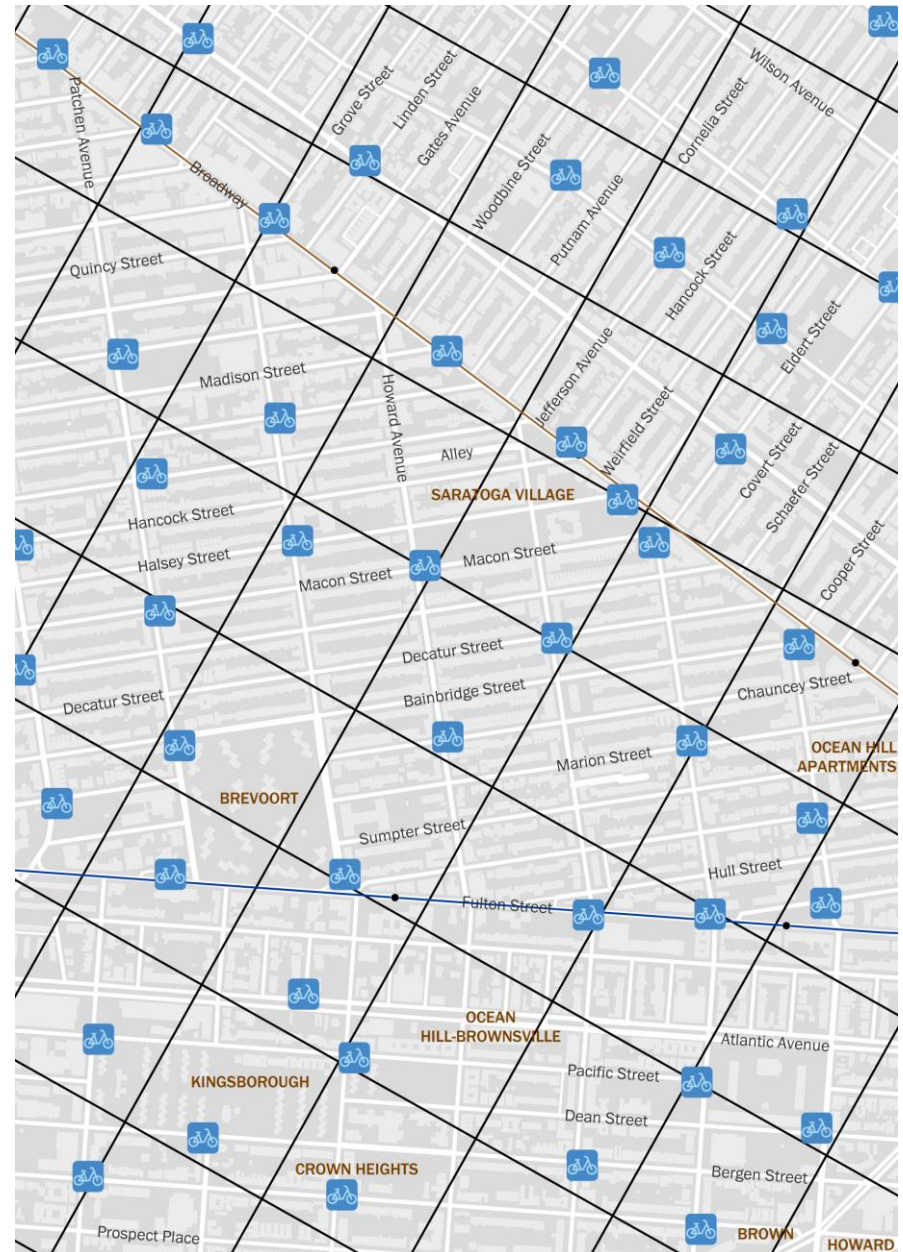 Wilson Avenue
Grove Street
Linden Street
Gates Avenue
Cornelia Street
Patchen Avenue
Woodbine Street
Broadway
Putnam Avenue
Hancock Street
Quincy Street
Eldert Street
Madison Street
Howard Avenue
Jefferson Avenue
Weirfield Street
Alley
Covert Street
Schaefer Street
SARATOGA VILLAGE
Hancock Street
Halsey Street
Macon Street
Macon Street
Cooper Street
Decatur Street
Bainbridge Street
Decatur Street
Chauncey Street
Marion Street
OCEAN HILL
APARTMENTS
BREVOORT
Sumpter Street
Hull Street
Fulton Street
OCEAN
HILL-BROWNSVILLE
Atlantic Avenue
Pacific Street
KINGSBOROUGH
Dean Street
CROWN HEIGHTS
Bergen Street
Prospect Place
BROWN
HOWARD